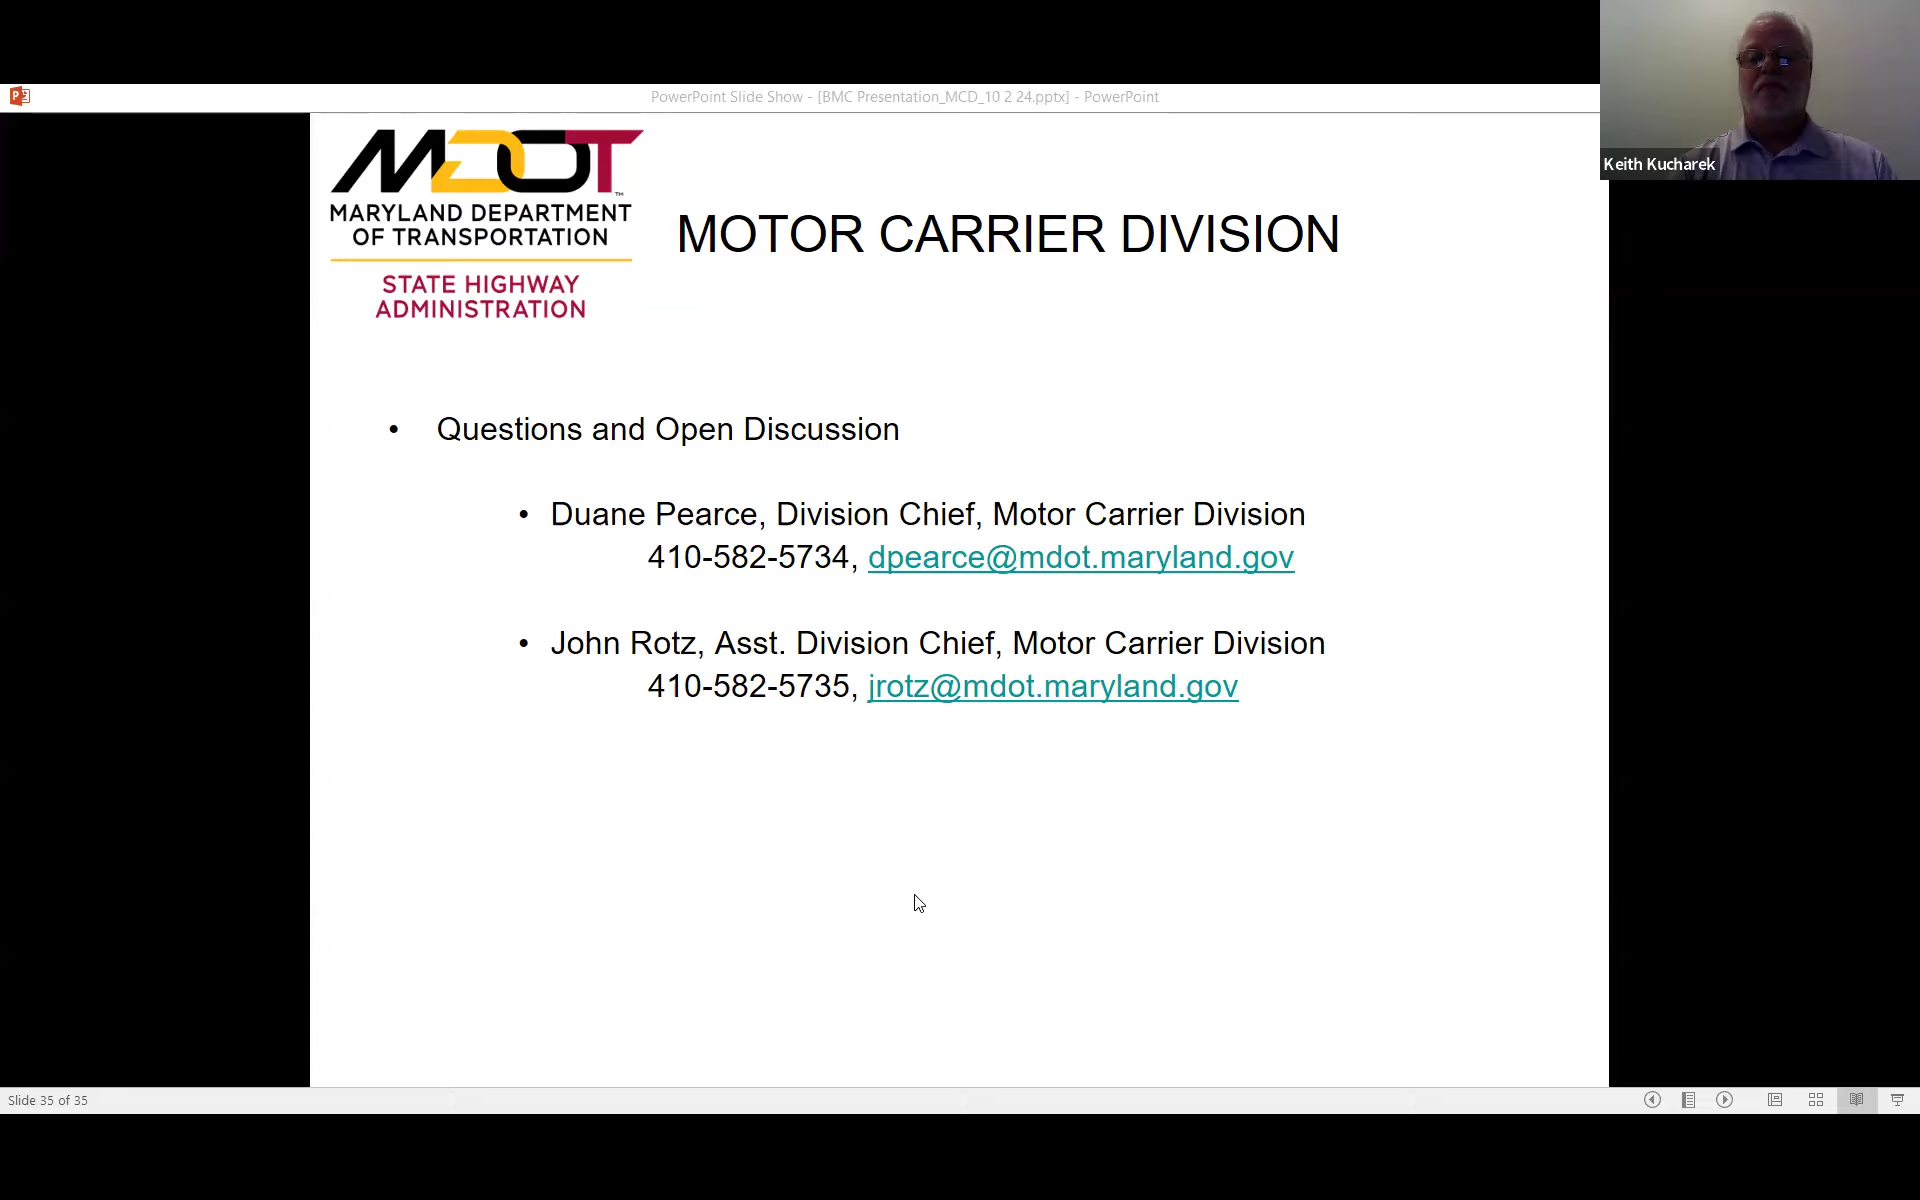 PowerPoint Slide Show - [BMC Presentation_MCD_10 2 24.pptx] - PowerPoint
Keith Kucharek
MDOT™
MARYLAND DEPARTMENT
OF TRANSPORTATION
STATE HIGHWAY
ADMINISTRATION
MOTOR CARRIER DIVISION
• Questions and Open Discussion
• Duane Pearce, Division Chief, Motor Carrier Division
410-582-5734, dpearce@mdot.maryland.gov
• John Rotz, Asst. Division Chief, Motor Carrier Division
410-582-5735, jrotz@mdot.maryland.gov
Slide 35 of 35